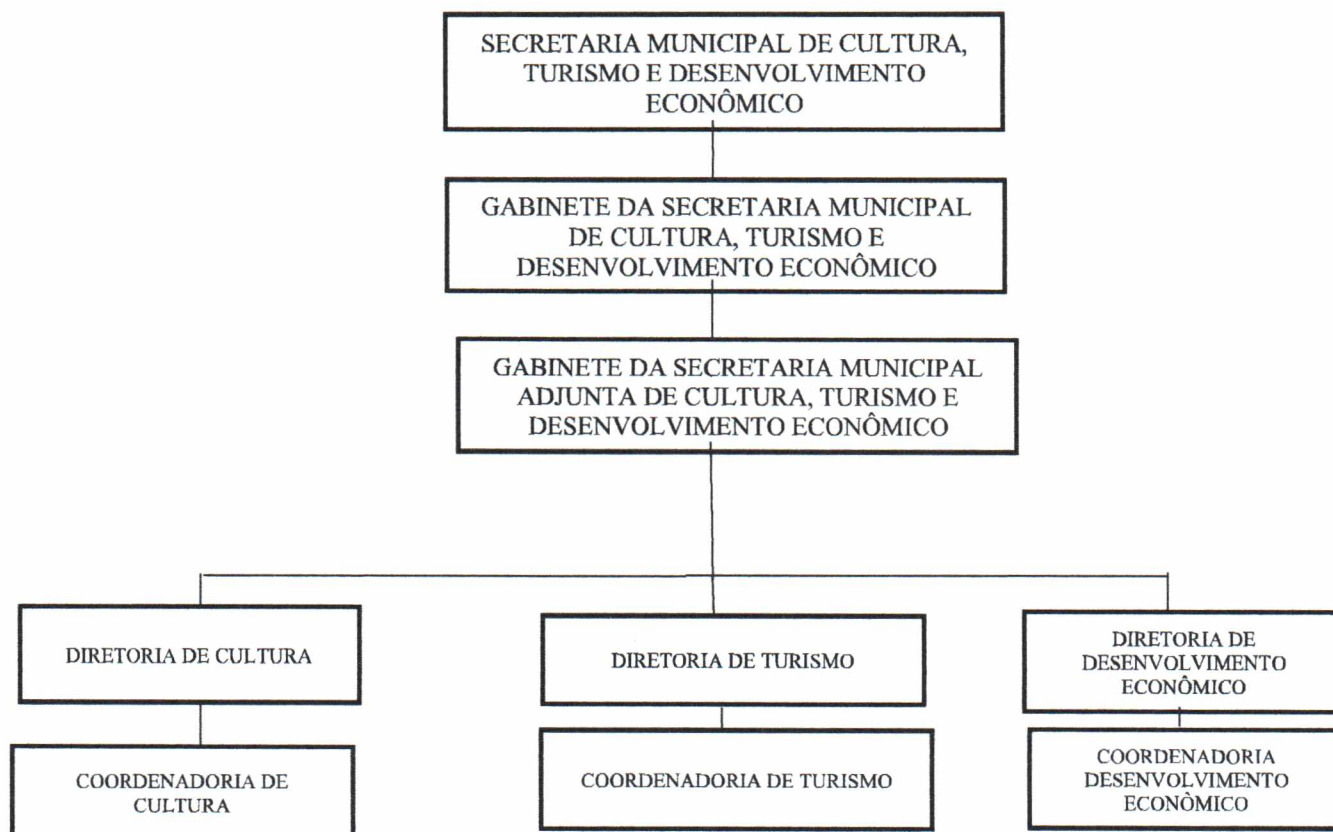 SECRETARIA MUNICIPAL DE CULTURA,
TURISMO E DESENVOLVIMENTO
ECONÔMICO
GABINETE DA SECRETARIA MUNICIPAL
DE CULTURA, TURISMO E
DESENVOLVIMENTO ECONÔMICO
GABINETE DA SECRETARIA MUNICIPAL
ADJUNTA DE CULTURA, TURISMO E
DESENVOLVIMENTO ECONÔMICO
DIRETORIA DE CULTURA
DIRETORIA DE TURISMO
DIRETORIA DE
DESENVOLVIMENTO
ECONÔMICO
COORDENADORIA DE
CULTURA
COORDENADORIA DE TURISMO
COORDENADORIA
DESENVOLVIMENTO
ECONÔMICO